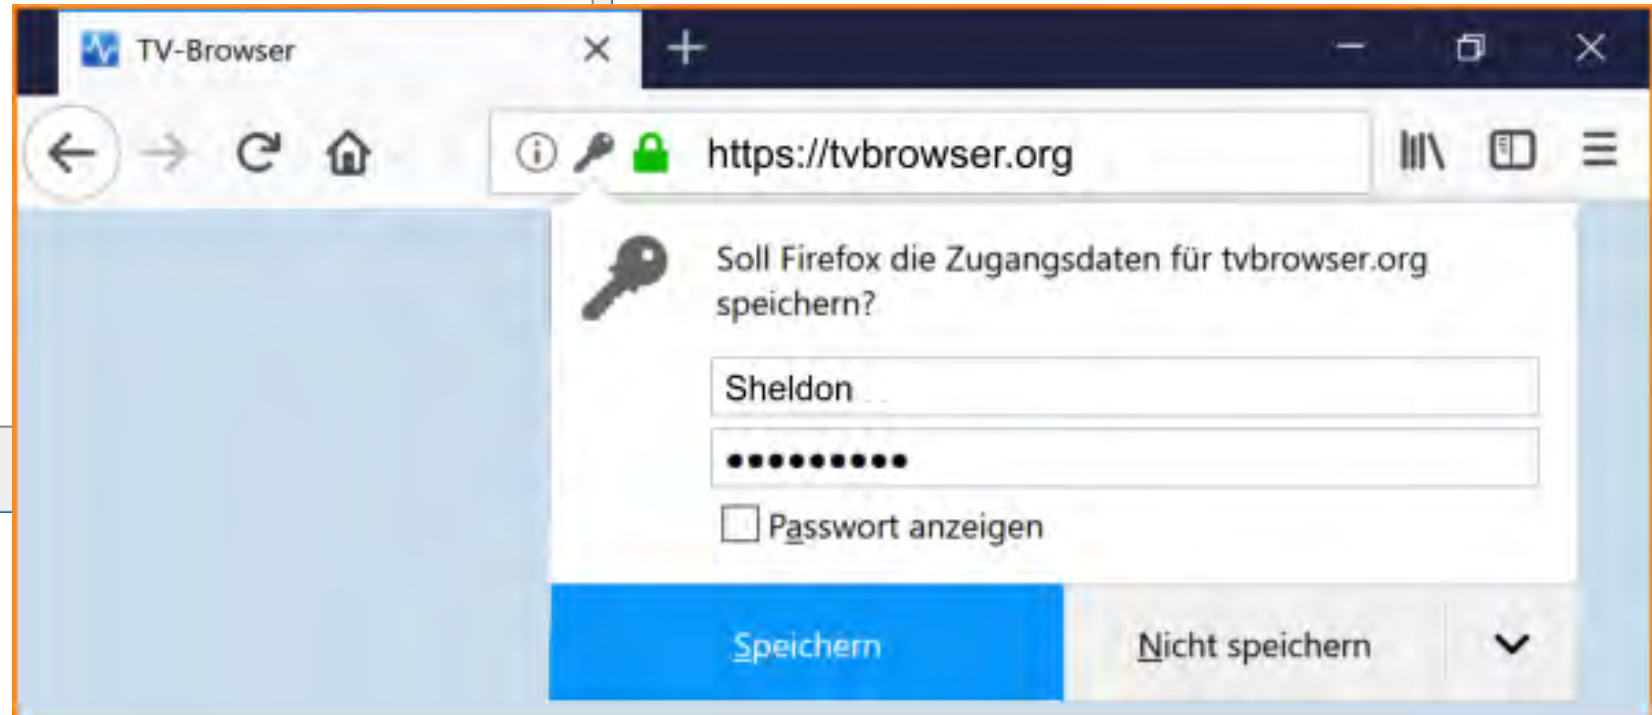 TV-Browser
https://tvbrowser.org
Soll Firefox die Zugangsdaten für tvbrowser.org
speichern?
Sheldon
•••••••••
Passwort anzeigen
Speichern
Nicht speichern